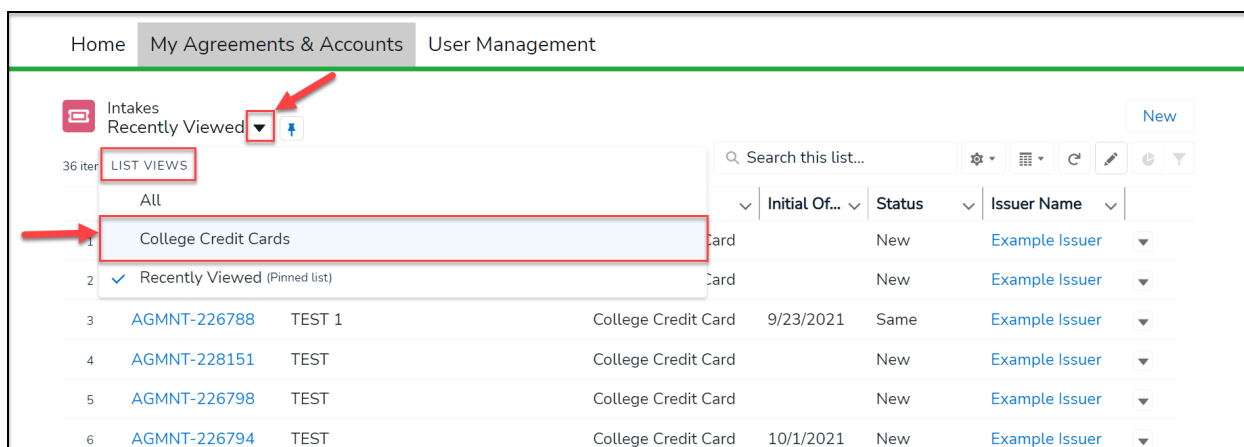 Home My Agreements & Accounts User Management
Intakes
Recently Viewed
New
36 iter
LIST VIEWS
Search this list...
All
Initial Of... Status Issuer Name
College Credit Cards
1 Card New Example Issuer
Recently Viewed (Pinned list)
2 Card New Example Issuer
3 AGMNT-226788 TEST 1 College Credit Card 9/23/2021 Same Example Issuer
4 AGMNT-228151 TEST College Credit Card New Example Issuer
5 AGMNT-226798 TEST College Credit Card New Example Issuer
6 AGMNT-226794 TEST College Credit Card 10/1/2021 New Example Issuer